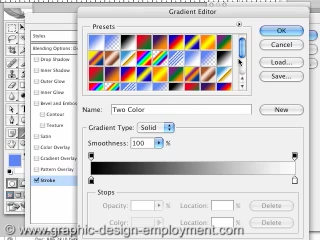 Gradient Editor
Presets
OK
Cancel
Load...
Save...
Styles
Blending Options: De
Drop Shadow
Inner Shadow
Outer Glow
Inner Glow
Bevel and Emboss
Contour
Texture
Satin
Color Overlay
Gradient Overlay
Pattern Overlay
Stroke
Name: Two Color
New
Gradient Type: Solid
Smoothness: 100 %
Stops
Opacity: % Location: % Delete
Color: Location: % Delete
© www.graphic-design-employment.com